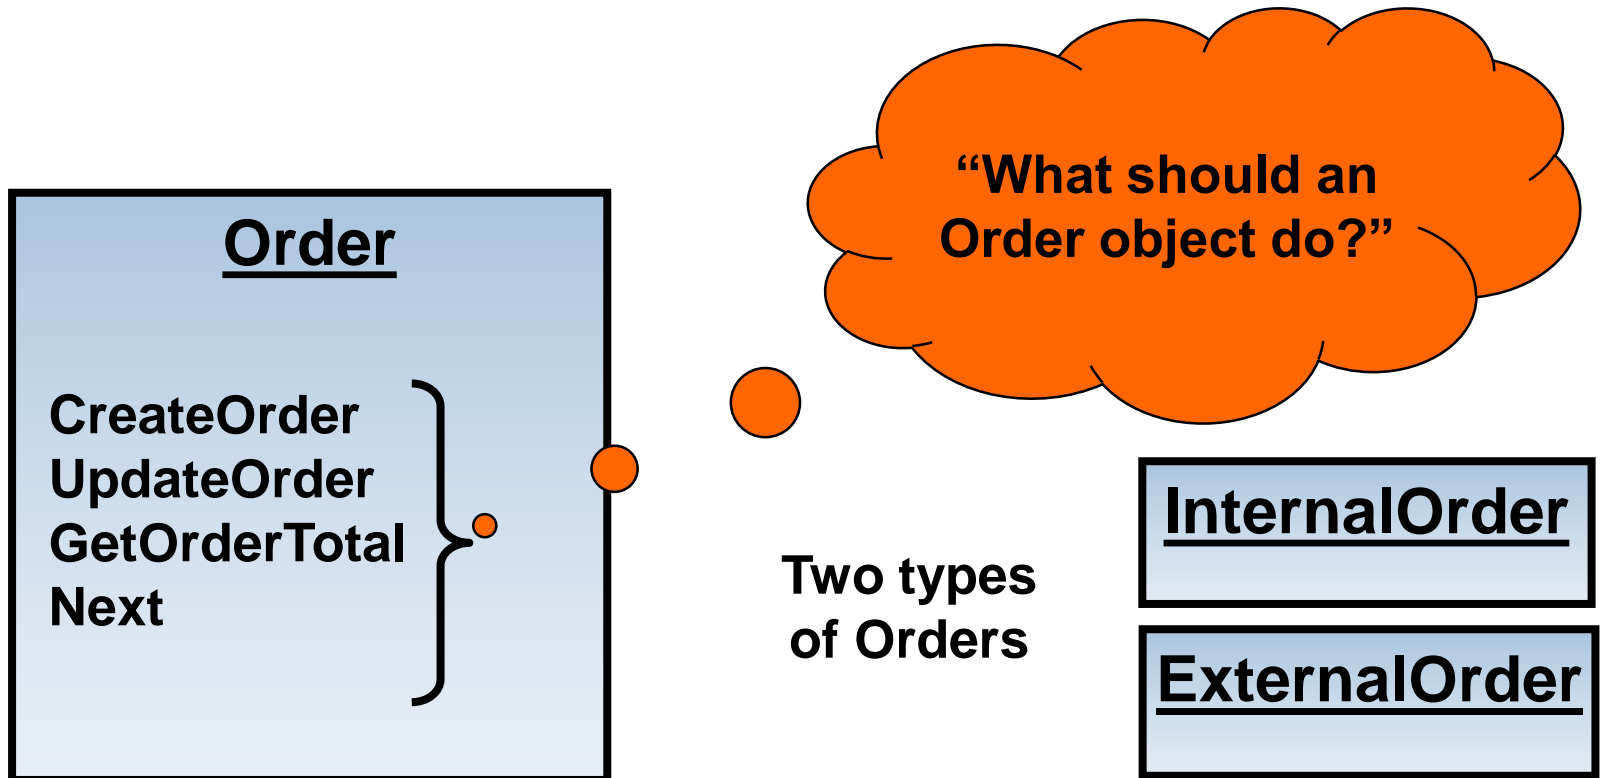 “What should an
Order object do?”
Order
CreateOrder
UpdateOrder
GetOrderTotal
Next
Two types
of Orders
InternalOrder
ExternalOrder